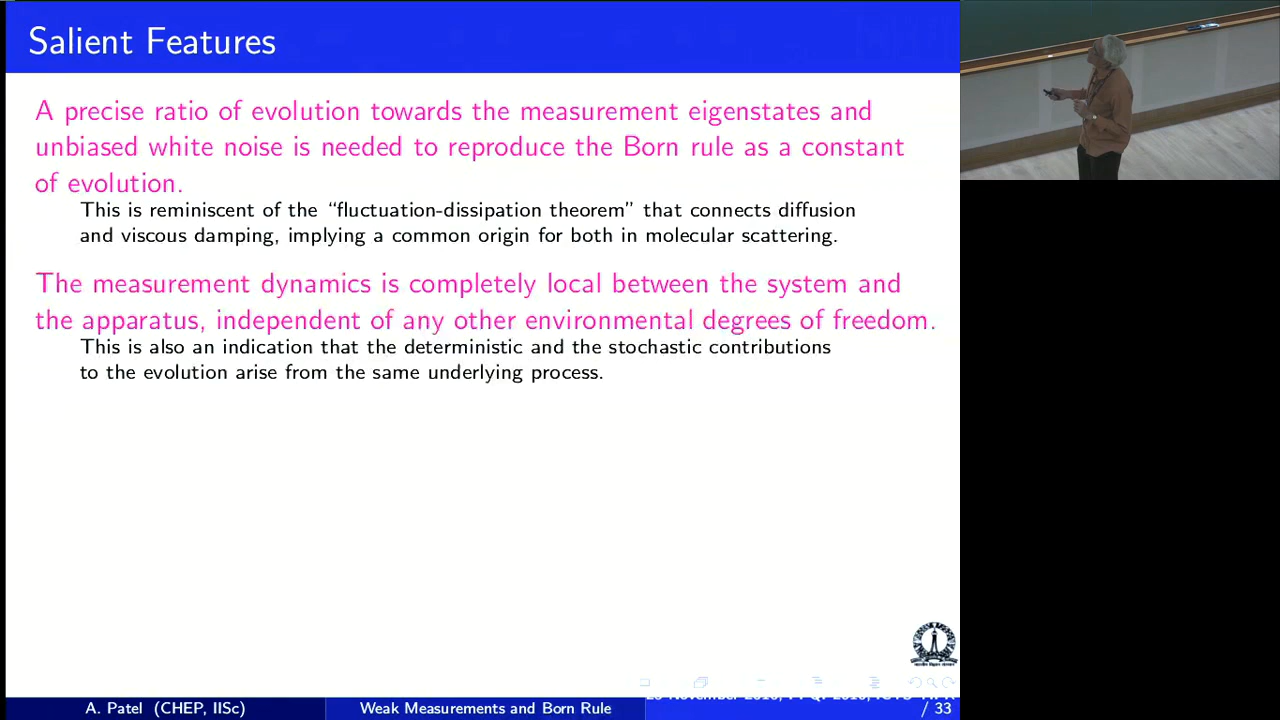 Salient Features
A precise ratio of evolution towards the measurement eigenstates and
unbiased white noise is needed to reproduce the Born rule as a constant
of evolution.
This is reminiscent of the “fluctuation-dissipation theorem” that connects diffusion
and viscous damping, implying a common origin for both in molecular scattering.
The measurement dynamics is completely local between the system and
the apparatus, independent of any other environmental degrees of freedom.
This is also an indication that the deterministic and the stochastic contributions
to the evolution arise from the same underlying process.
A. Patel (CHEP, IISc)
Weak Measurements and Born Rule
/ 33